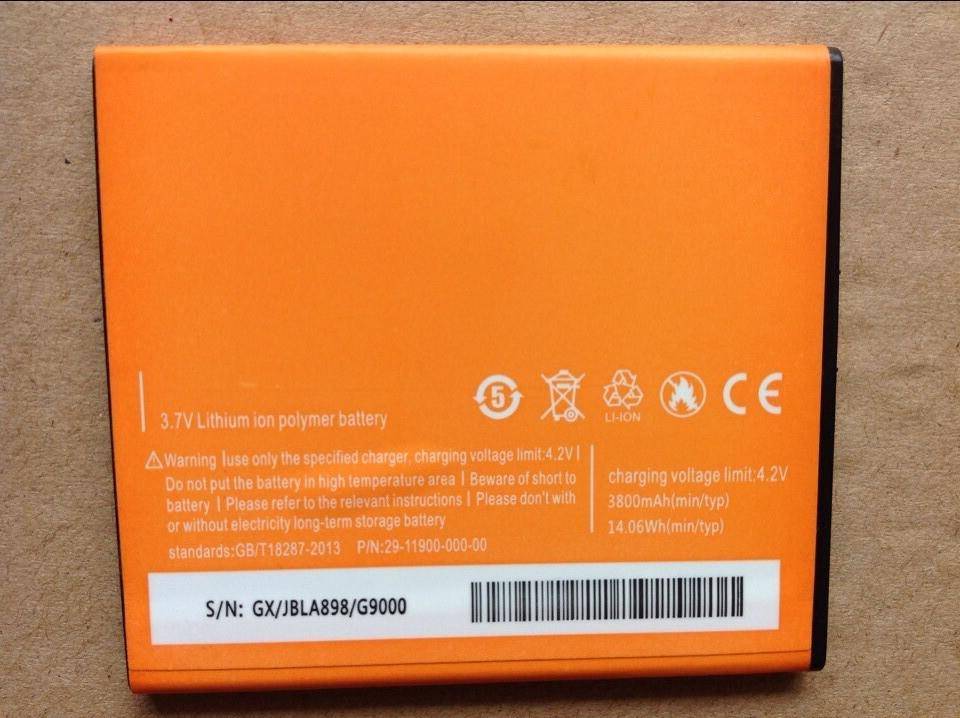 5
LI-ION
CE
3.7V Lithium ion polymer battery
Warning | use only the specified charger, charging voltage limit:4.2V |
Do not put the battery in high temperature area | Beware of short to
battery | Please refer to the relevant instructions | Please don't with
or without electricity long-term storage battery
standards:GB/T18287-2013 P/N:29-11900-000-00
charging voltage limit:4.2V
3800mAh(min/typ)
14.06Wh(min/typ)
S/N: GX/JBLA898/G9000